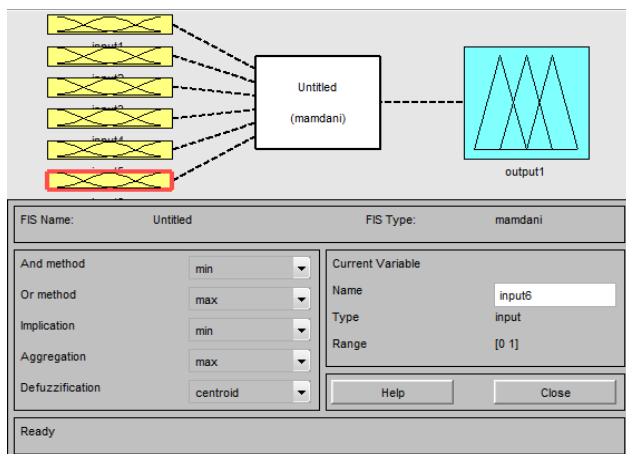 input1
input2
input3
input4
input5
Untitled
(mamdani)
output1
FIS Name:
Untitled
FIS Type:
mamdani
And method
min
Or method
max
Implication
min
Aggregation
max
Defuzzification
centroid
Current Variable
Name
input6
Type
input
Range
[0 1]
Help
Close
Ready